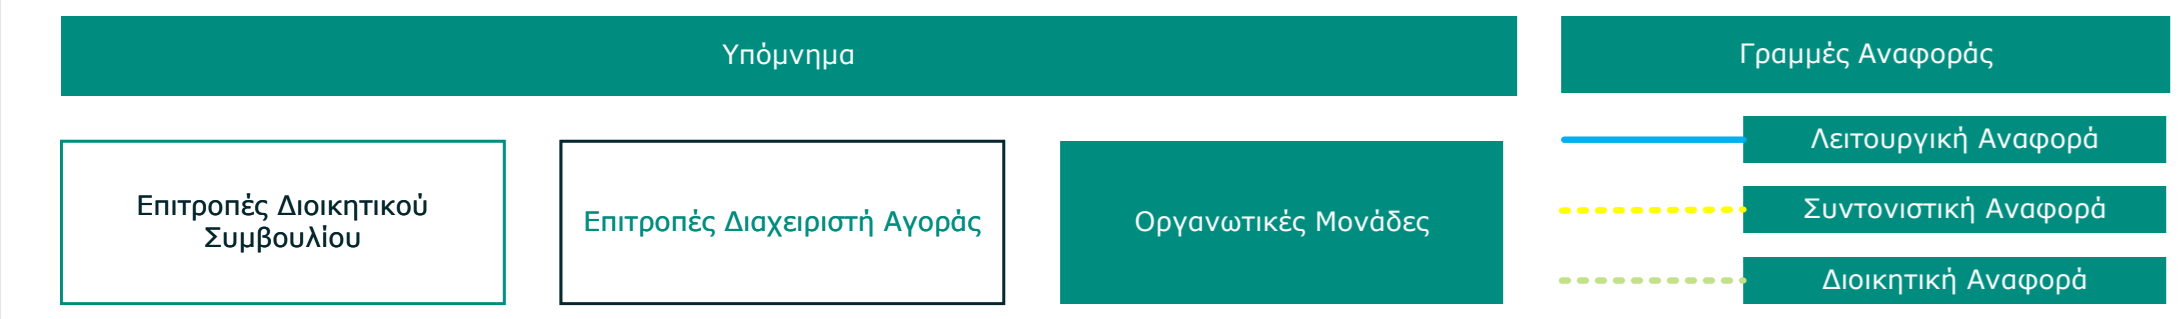 Υπόμνημα
Γραμμές Αναφοράς
Επιτροπές Διοικητικού
Συμβουλίου
Επιτροπές Διαχειριστή Αγοράς
Οργανωτικές Μονάδες
Λειτουργική Αναφορά
Συντονιστική Αναφορά
Διοικητική Αναφορά